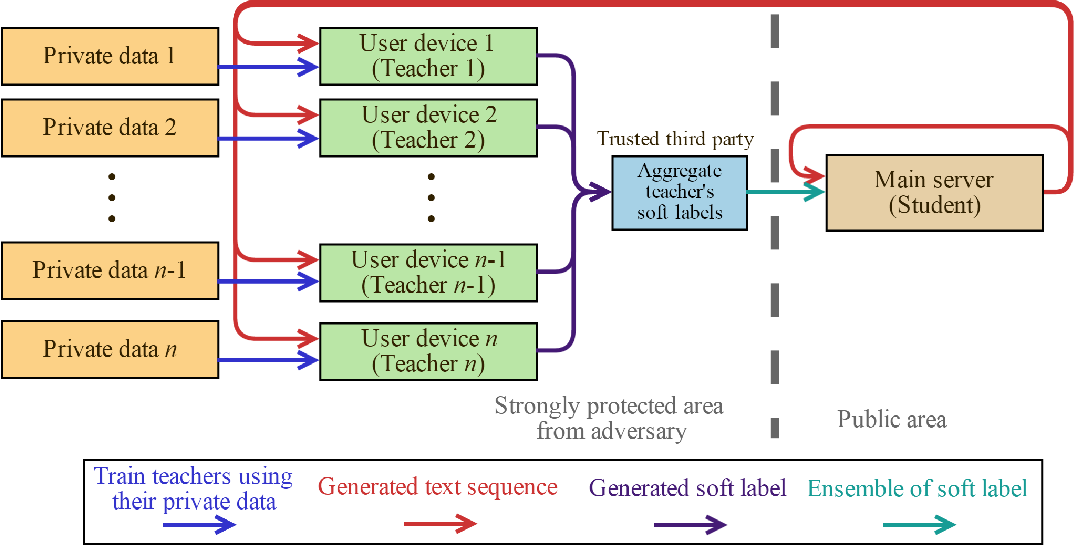 Private data 1
User device 1
(Teacher 1)
Private data 2
User device 2
(Teacher 2)
Trusted third party
Aggregate
teacher's
soft labels
Main server
(Student)
Private data n-1
User device n-1
(Teacher n-1)
Private data n
User device n
(Teacher n)
Strongly protected area
from adversary
Public area
Train teachers using
their private data
Generated text sequence
Generated soft label
Ensemble of soft label